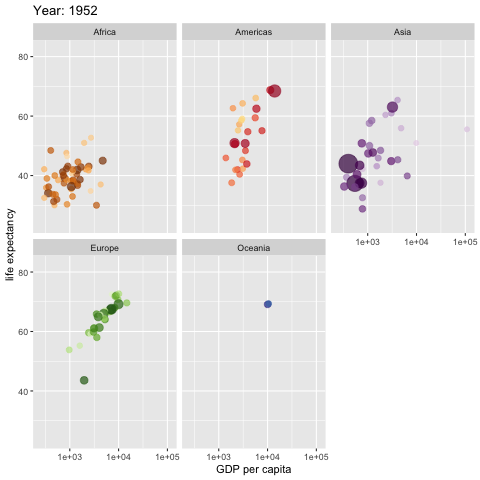 Year: 1952
Africa Americas Asia
80
60
40
1e+03 1e+04 1e+05
Europe Oceania
80
60
40
1e+03 1e+04 1e+05 1e+03 1e+04 1e+05
life expectancy
GDP per capita